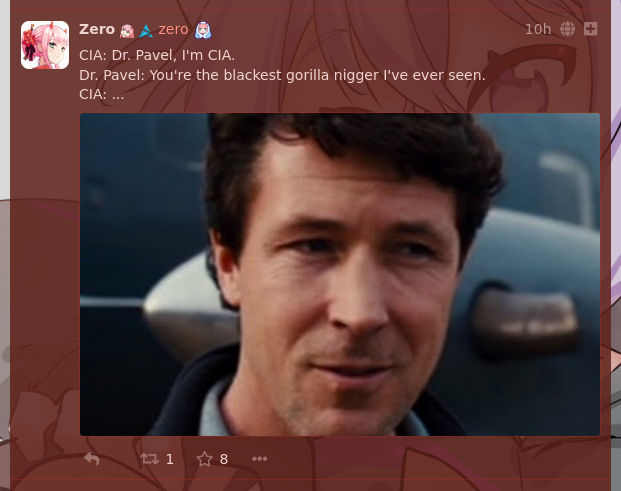 Zero zero 10h
CIA: Dr. Pavel, I'm CIA.
Dr. Pavel: You're the blackest gorilla nigger I've ever seen.
CIA: ...
1 8